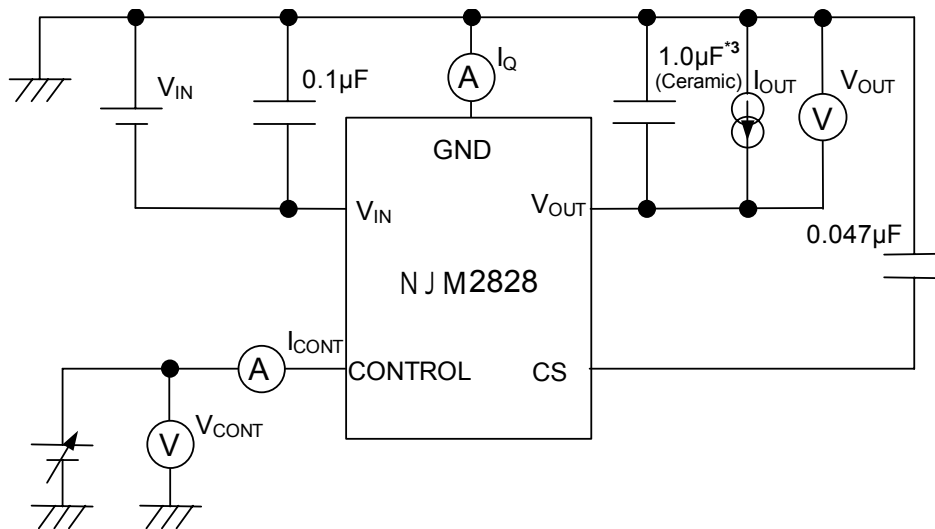 I_Q
A
V_IN
0.1µF
1.0µF*3
(Ceramic)
I_OUT
V_OUT
V
GND
V_IN
V_OUT
0.047µF
NJM2828
I_CONT
A
CONTROL
CS
V
V_CONT